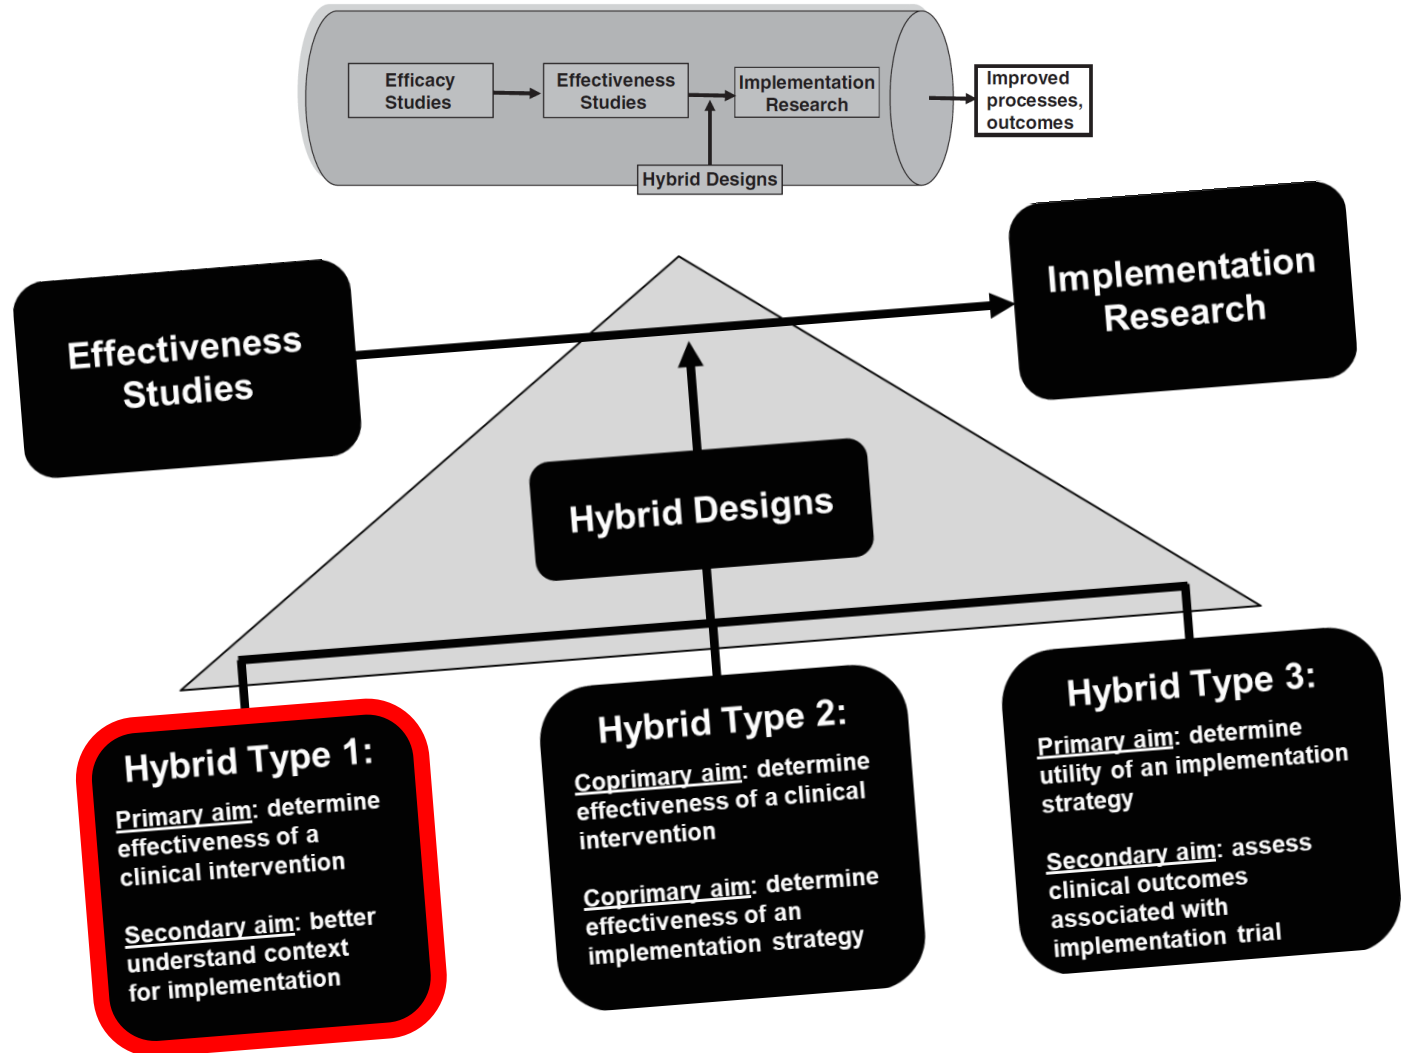 Efficacy
Studies
Effectiveness
Studies
Implementation
Research
Improved
processes,
outcomes
Hybrid Designs
Effectiveness
Studies
Implementation
Research
Hybrid Designs
Hybrid Type 1:
Primary aim: determine
effectiveness of a
clinical intervention
Secondary aim: better
understand context
for implementation
Hybrid Type 2:
Coprimary aim: determine
effectiveness of a clinical
intervention
Coprimary aim: determine
effectiveness of an
implementation strategy
Hybrid Type 3:
Primary aim: determine
utility of an implementation
strategy
Secondary aim: assess
clinical outcomes
associated with
implementation trial